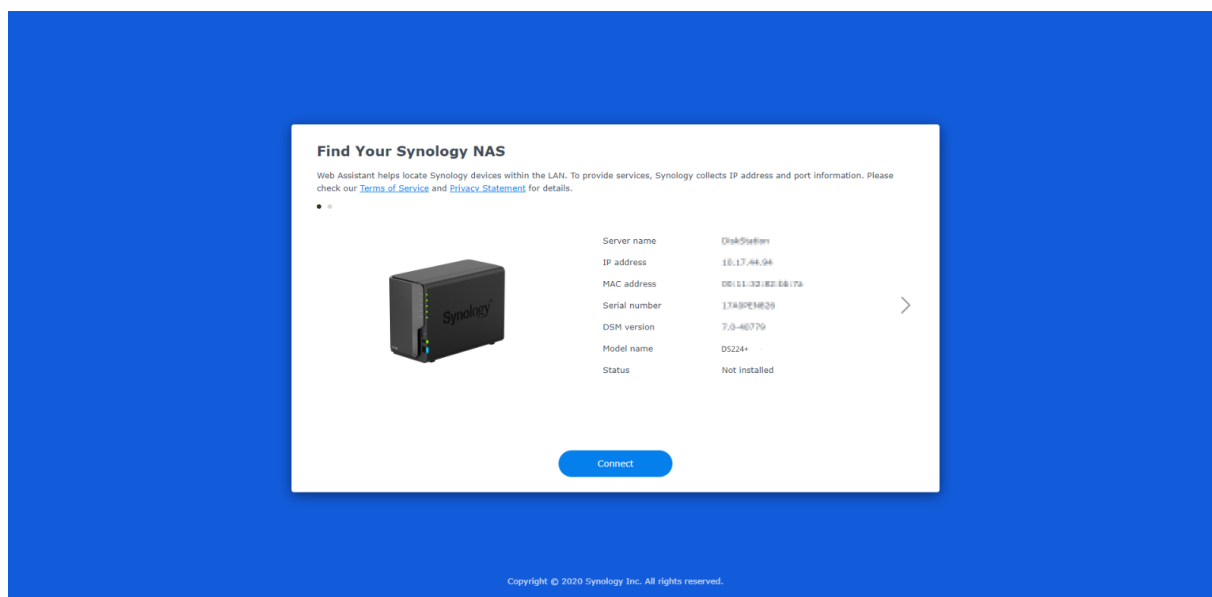 Find Your Synology NAS
Web Assistant helps locate Synology devices within the LAN. To provide services, Synology collects IP address and port information. Please
check our Terms of Service and Privacy Statement for details.
Server name DiskStation
IP address
MAC address
Serial number
Synology
DSM version
Model name DS224+
Status Not installed
Connect
Copyright © 2020 Synology Inc. All rights reserved.